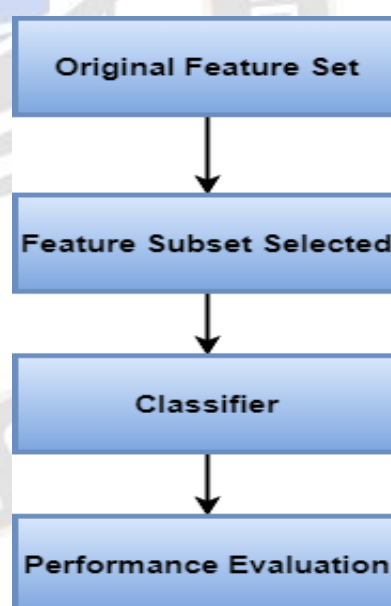 Original Feature Set
Feature Subset Selected
Classifier
Performance Evaluation